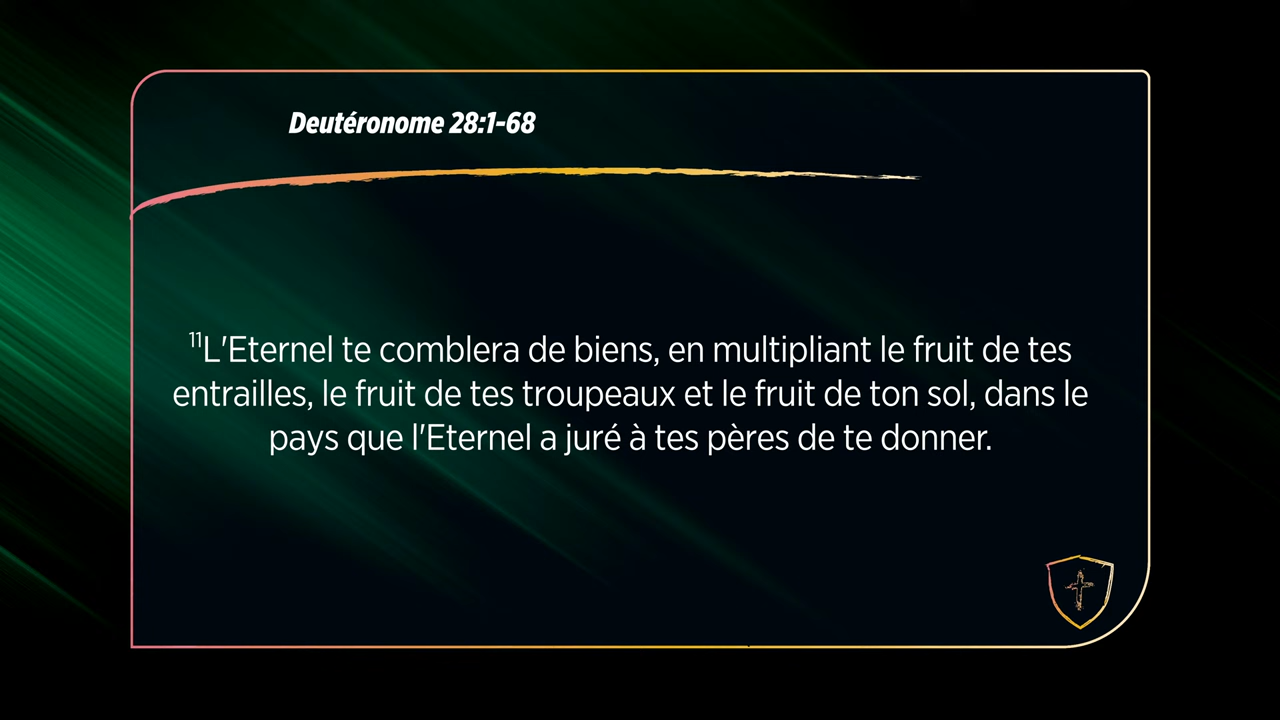 Deutéronome 28:1-68
¹¹L'Eternel te comblera de biens, en multipliant le fruit de tes
entrailles, le fruit de tes troupeaux et le fruit de ton sol, dans le
pays que l'Eternel a juré à tes pères de te donner.